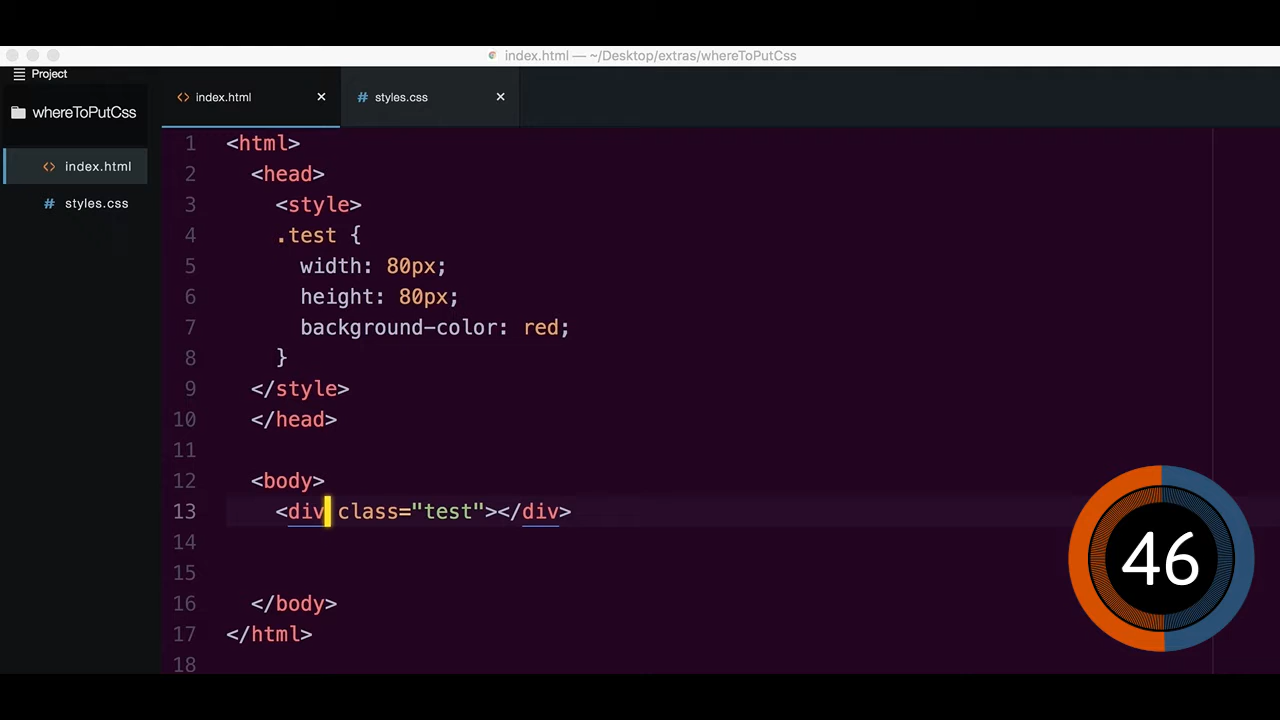 index.html — ~/Desktop/extras/whereToPutCss
Project
whereToPutCss
index.html
styles.css
<> index.html ×
# styles.css ×
1 <html>
2 <head>
3 <style>
4 .test {
5 width: 80px;
6 height: 80px;
7 background-color: red;
8 }
9 </style>
10 </head>
11
12 <body>
13 <div class="test"></div>
14
15
16 </body>
17 </html>
18
46